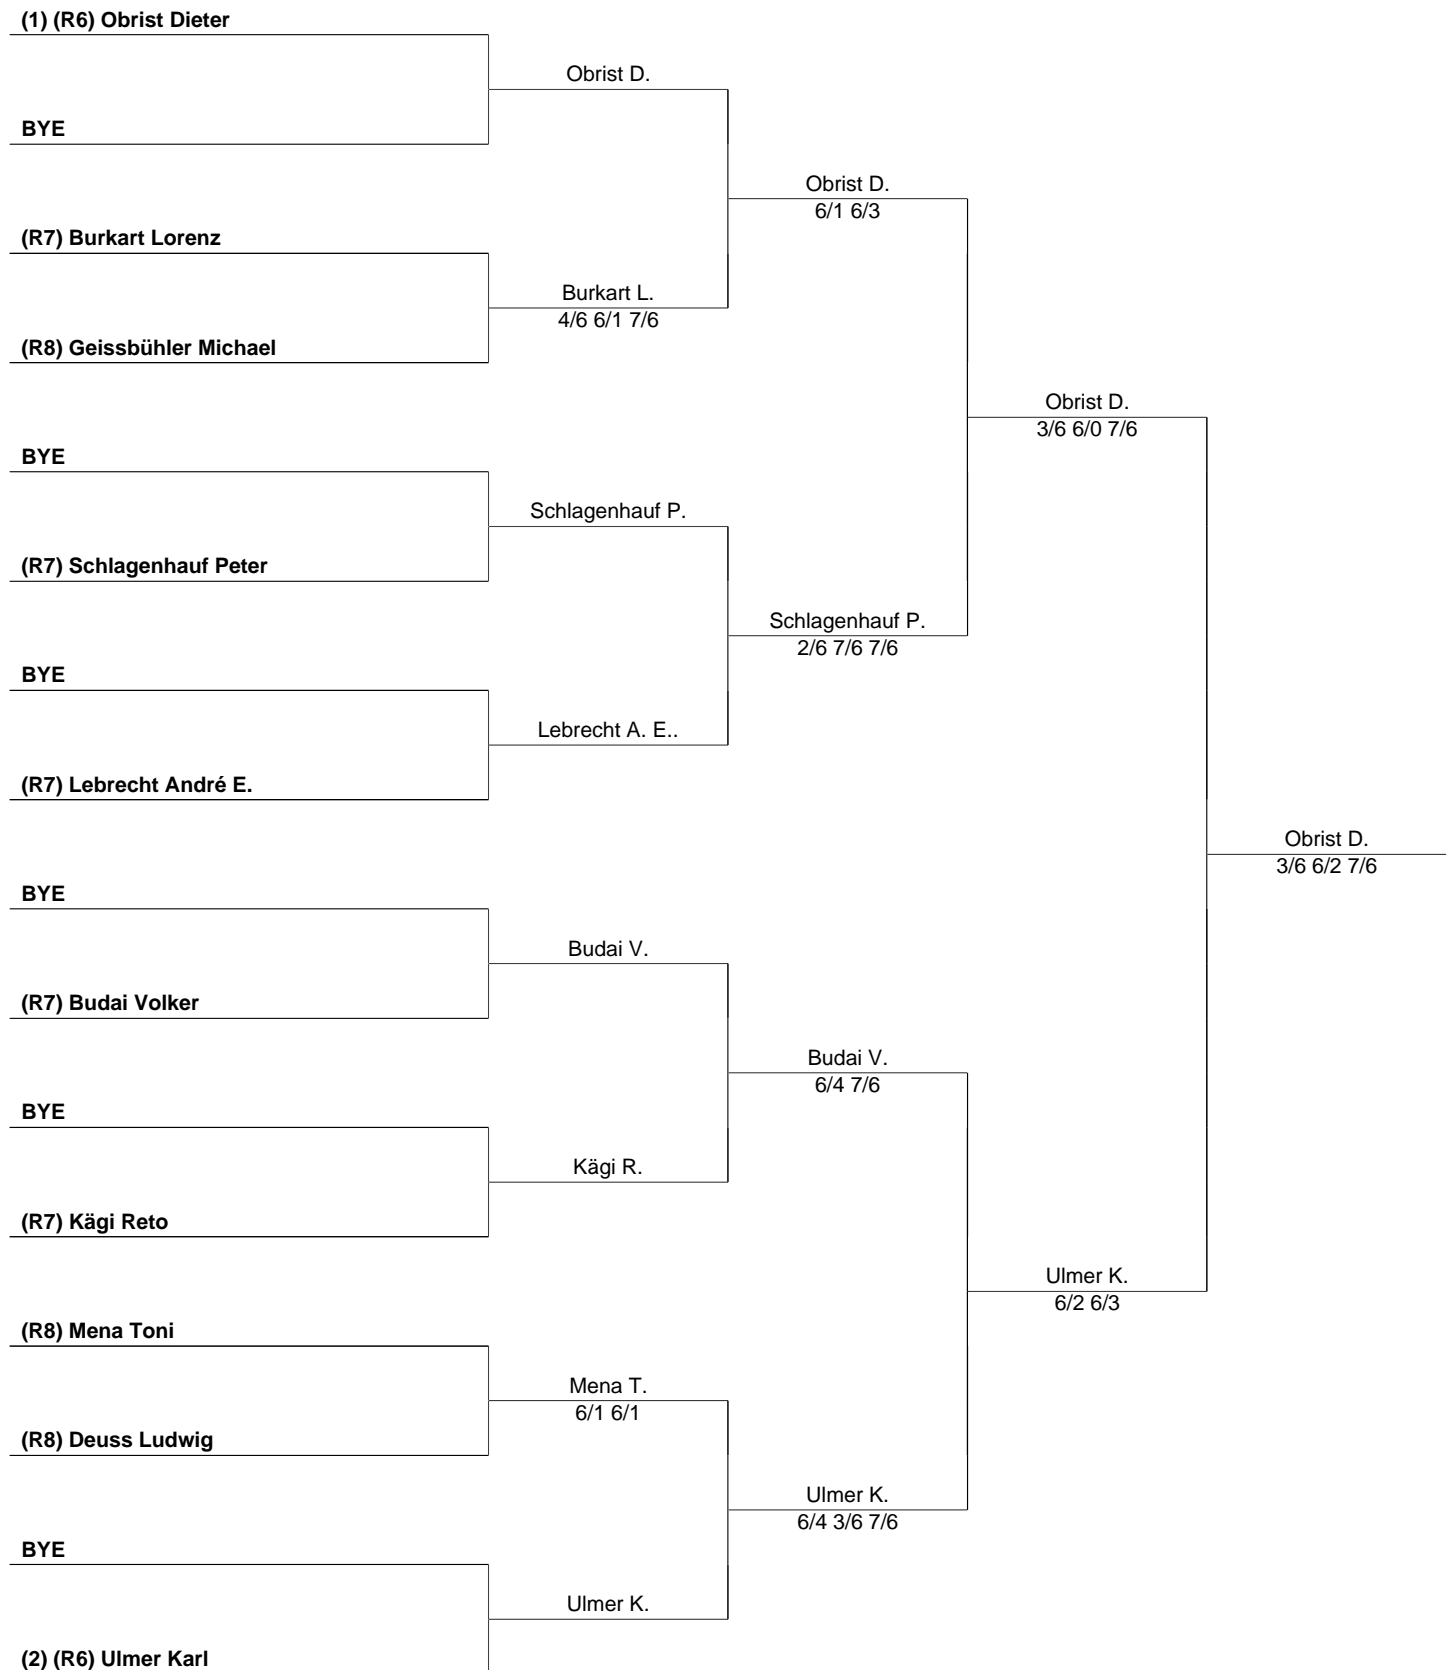 (1) (R6) Obrist Dieter
Obrist D.
BYE
Obrist D.
6/1 6/3
(R7) Burkart Lorenz
Burkart L.
4/6 6/1 7/6
(R8) Geissbühler Michael
Obrist D.
3/6 6/0 7/6
BYE
Schlagenhauf P.
(R7) Schlagenhauf Peter
Schlagenhauf P.
2/6 7/6 7/6
BYE
Lebrecht A. E..
(R7) Lebrecht André E.
Obrist D.
3/6 6/2 7/6
BYE
Budai V.
(R7) Budai Volker
Budai V.
6/4 7/6
BYE
Kägi R.
(R7) Kägi Reto
Ulmer K.
6/2 6/3
(R8) Mena Toni
Mena T.
6/1 6/1
(R8) Deuss Ludwig
Ulmer K.
6/4 3/6 7/6
BYE
Ulmer K.
(2) (R6) Ulmer Karl